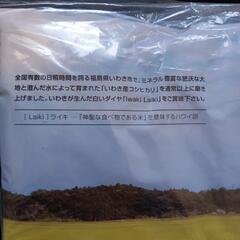 全国有数の日照時間を誇る福島県いわき市で、ミネラル豊富な肥沃な大
地と澄んだ水によって育まれた「いわき産コシヒカリ」を通常以上に磨き
上げました。いわきが生んだ白いダイヤ「Iwaki Laiki」をご賞味下さい。
[ Laiki ] ライキ …「神聖な食べ物である米」を意味するハワイ語